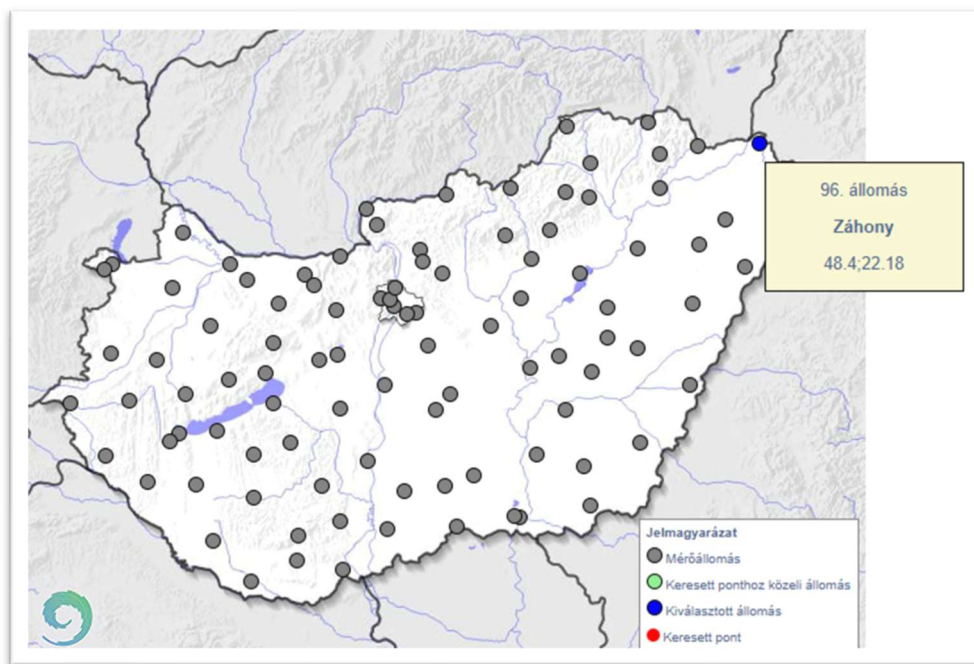 96. állomás
Záhony
48.4;22.18
Jelmagyarázat
Mérőállomás
Keresett ponthoz közeli állomás
Kiválasztott állomás
Keresett pont